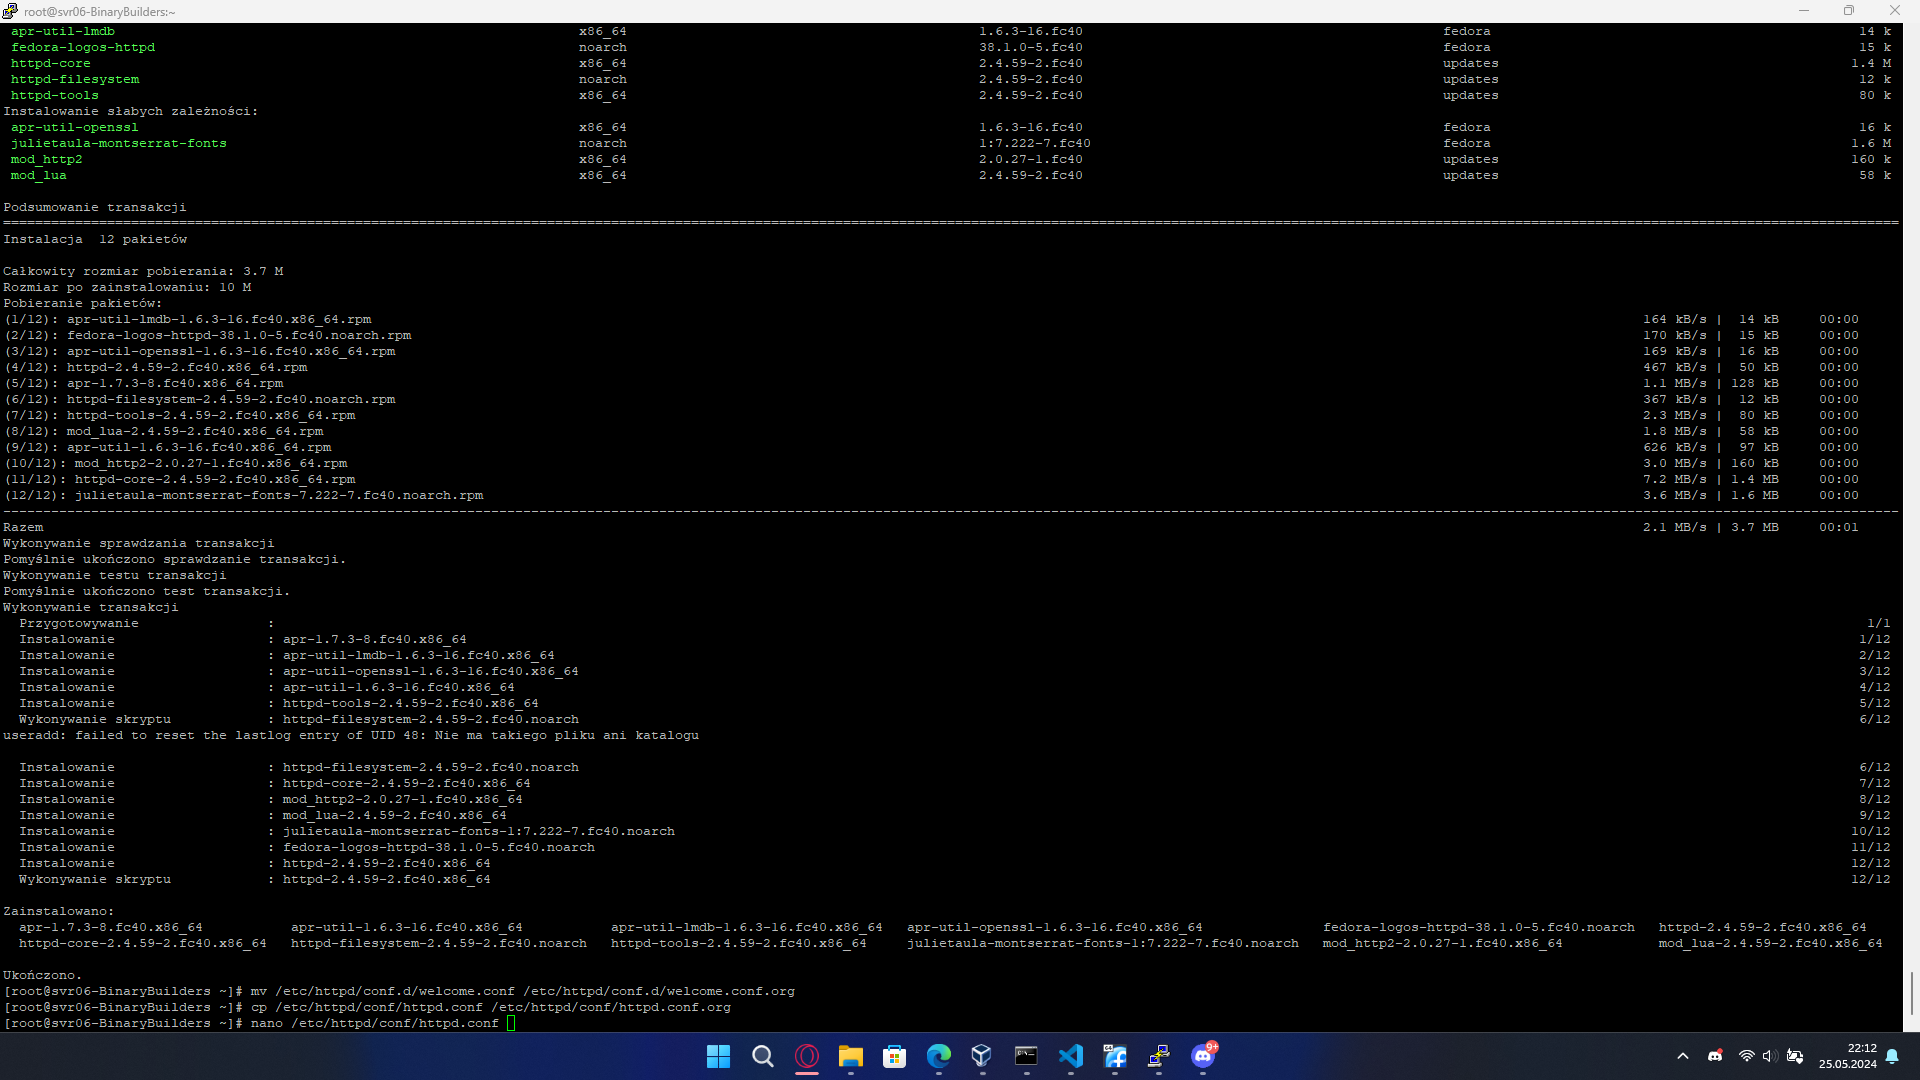 root@svr06-BinaryBuilders:~
apr-util-lmdb x86_64 1.6.3-16.fc40 fedora 14 k
fedora-logos-httpd noarch 38.1.0-5.fc40 fedora 15 k
httpd-core x86_64 2.4.59-2.fc40 updates 1.4 M
httpd-filesystem noarch 2.4.59-2.fc40 updates 12 k
httpd-tools x86_64 2.4.59-2.fc40 updates 80 k
Instalowanie słabych zależności:
apr-util-openssl x86_64 1.6.3-16.fc40 fedora 16 k
julietaula-montserrat-fonts noarch 1:7.222-7.fc40 fedora 1.6 M
mod_http2 x86_64 2.0.27-1.fc40 updates 160 k
mod_lua x86_64 2.4.59-2.fc40 updates 58 k
Podsumowanie transakcji
Instalacja 12 pakietów
Całkowity rozmiar pobierania: 3.7 M
Rozmiar po zainstalowaniu: 10 M
Pobieranie pakietów:
(1/12): apr-util-lmdb-1.6.3-16.fc40.x86_64.rpm 164 kB/s | 14 kB 00:00
(2/12): fedora-logos-httpd-38.1.0-5.fc40.noarch.rpm 170 kB/s | 15 kB 00:00
(3/12): apr-util-openssl-1.6.3-16.fc40.x86_64.rpm 169 kB/s | 16 kB 00:00
(4/12): httpd-2.4.59-2.fc40.x86_64.rpm 467 kB/s | 50 kB 00:00
(5/12): apr-1.7.3-8.fc40.x86_64.rpm 1.1 MB/s | 128 kB 00:00
(6/12): httpd-filesystem-2.4.59-2.fc40.noarch.rpm 367 kB/s | 12 kB 00:00
(7/12): httpd-tools-2.4.59-2.fc40.x86_64.rpm 2.3 MB/s | 80 kB 00:00
(8/12): mod_lua-2.4.59-2.fc40.x86_64.rpm 1.8 MB/s | 58 kB 00:00
(9/12): apr-util-1.6.3-16.fc40.x86_64.rpm 626 kB/s | 97 kB 00:00
(10/12): mod_http2-2.0.27-1.fc40.x86_64.rpm 3.0 MB/s | 160 kB 00:00
(11/12): httpd-core-2.4.59-2.fc40.x86_64.rpm 7.2 MB/s | 1.4 MB 00:00
(12/12): julietaula-montserrat-fonts-7.222-7.fc40.noarch.rpm 3.6 MB/s | 1.6 MB 00:00
Razem 2.1 MB/s | 3.7 MB 00:01
Wykonywanie sprawdzania transakcji
Pomyślnie ukończono sprawdzanie transakcji.
Wykonywanie testu transakcji
Pomyślnie ukończono test transakcji.
Wykonywanie transakcji
Przygotowywanie : 1/1
Instalowanie : apr-1.7.3-8.fc40.x86_64 1/12
Instalowanie : apr-util-lmdb-1.6.3-16.fc40.x86_64 2/12
Instalowanie : apr-util-openssl-1.6.3-16.fc40.x86_64 3/12
Instalowanie : apr-util-1.6.3-16.fc40.x86_64 4/12
Instalowanie : httpd-tools-2.4.59-2.fc40.x86_64 5/12
Wykonywanie skryptu : httpd-filesystem-2.4.59-2.fc40.noarch 6/12
useradd: failed to reset the lastlog entry of UID 48: Nie ma takiego pliku ani katalogu
Instalowanie : httpd-filesystem-2.4.59-2.fc40.noarch 6/12
Instalowanie : httpd-core-2.4.59-2.fc40.x86_64 7/12
Instalowanie : mod_http2-2.0.27-1.fc40.x86_64 8/12
Instalowanie : mod_lua-2.4.59-2.fc40.x86_64 9/12
Instalowanie : julietaula-montserrat-fonts-1:7.222-7.fc40.noarch 10/12
Instalowanie : fedora-logos-httpd-38.1.0-5.fc40.noarch 11/12
Instalowanie : httpd-2.4.59-2.fc40.x86_64 12/12
Wykonywanie skryptu : httpd-2.4.59-2.fc40.x86_64 12/12
Zainstalowano:
apr-1.7.3-8.fc40.x86_64 apr-util-1.6.3-16.fc40.x86_64 apr-util-lmdb-1.6.3-16.fc40.x86_64 apr-util-openssl-1.6.3-16.fc40.x86_64 fedora-logos-httpd-38.1.0-5.fc40.noarch httpd-2.4.59-2.fc40.x86_64
httpd-core-2.4.59-2.fc40.x86_64 httpd-filesystem-2.4.59-2.fc40.noarch httpd-tools-2.4.59-2.fc40.x86_64 julietaula-montserrat-fonts-1:7.222-7.fc40.noarch mod_http2-2.0.27-1.fc40.x86_64 mod_lua-2.4.59-2.fc40.x86_64
Ukończono.
[root@svr06-BinaryBuilders ~]# mv /etc/httpd/conf.d/welcome.conf /etc/httpd/conf.d/welcome.conf.org
[root@svr06-BinaryBuilders ~]# cp /etc/httpd/conf/httpd.conf /etc/httpd/conf/httpd.conf.org
[root@svr06-BinaryBuilders ~]# nano /etc/httpd/conf/httpd.conf
9+
22:12
25.05.2024